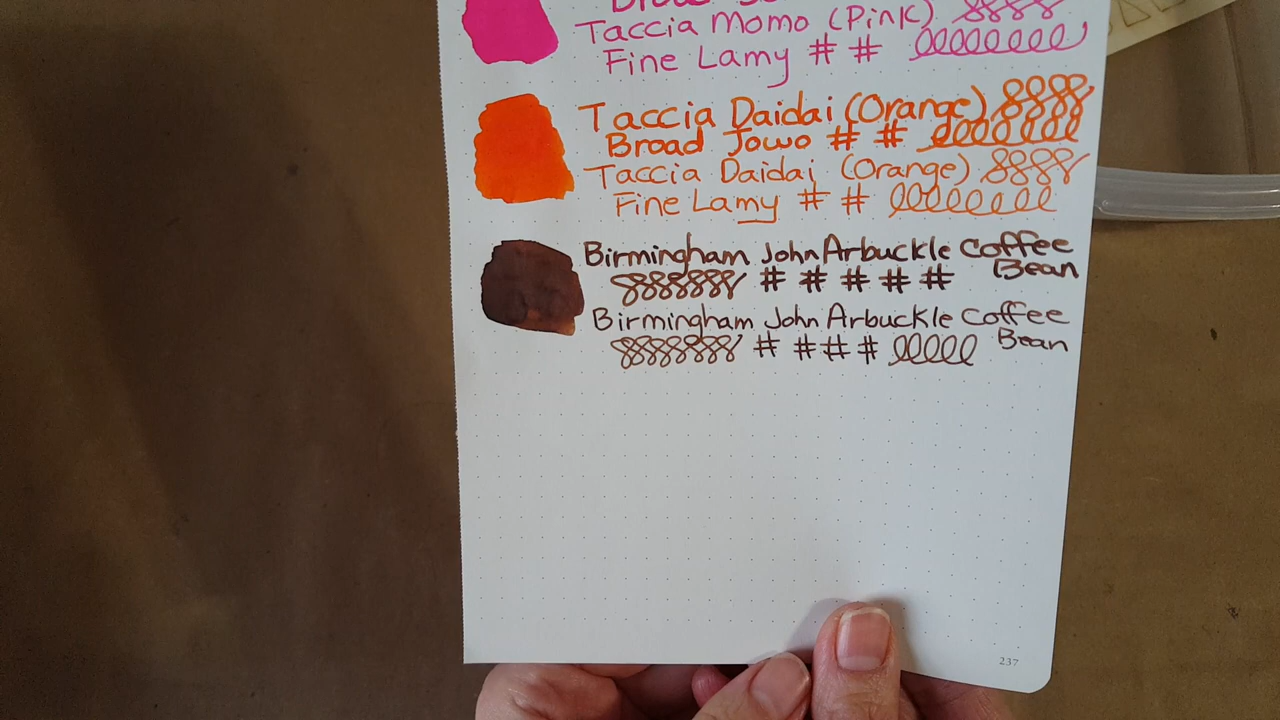 Taccia Momo (Pink)
Fine Lamy # #
Taccia Daidai (Orange)
Broad Jowo # #
Taccia Daidai (Orange)
Fine Lamy # #
Birmingham John Arbuckle Coffee
Bean
# # # # #
Birmingham John Arbuckle Coffee
Bean
# # # #
237